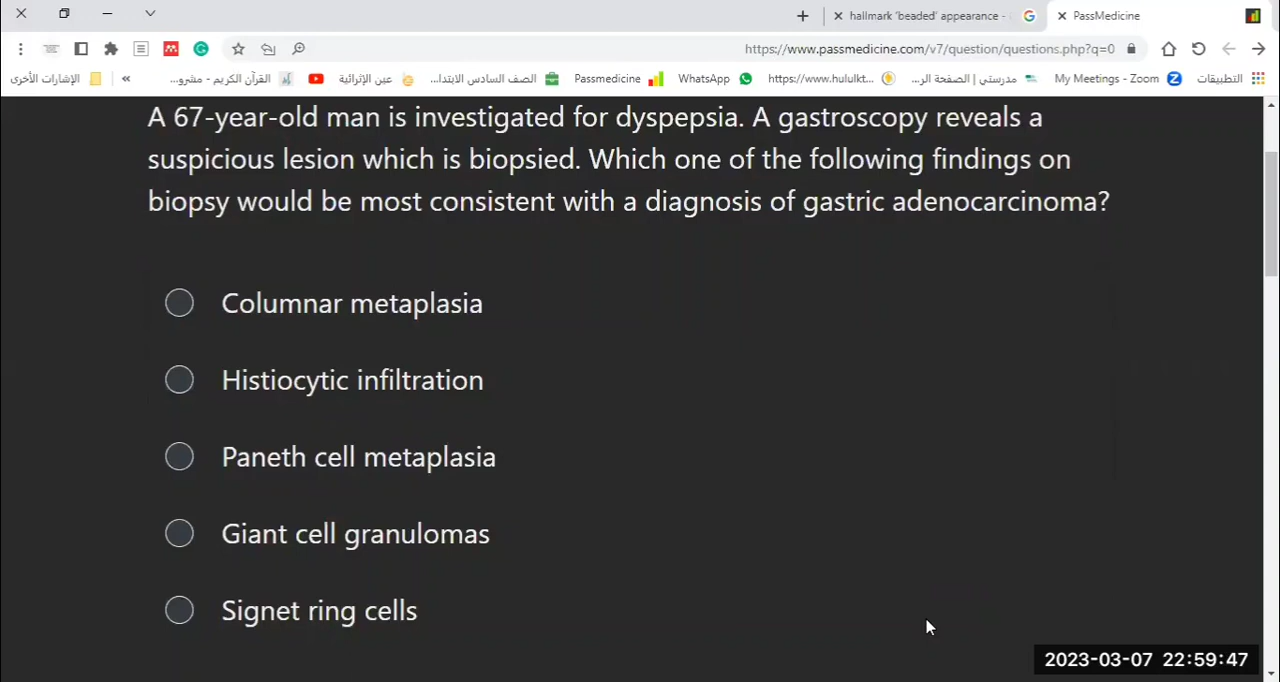 hallmark 'beaded' appearance -
PassMedicine
https://www.passmedicine.com/v7/question/questions.php?q=0
التطبيقات
My Meetings - Zoom
مدرستي | الصفحة الر...
https://www.hululkt...
WhatsApp
Passmedicine
الصف السادس الابتدا...
عين الإثرائية
القرآن الكريم - مشرو...
»
الإشارات الأخرى
A 67-year-old man is investigated for dyspepsia. A gastroscopy reveals a
suspicious lesion which is biopsied. Which one of the following findings on
biopsy would be most consistent with a diagnosis of gastric adenocarcinoma?
Columnar metaplasia
Histiocytic infiltration
Paneth cell metaplasia
Giant cell granulomas
Signet ring cells
2023-03-07 22:59:47